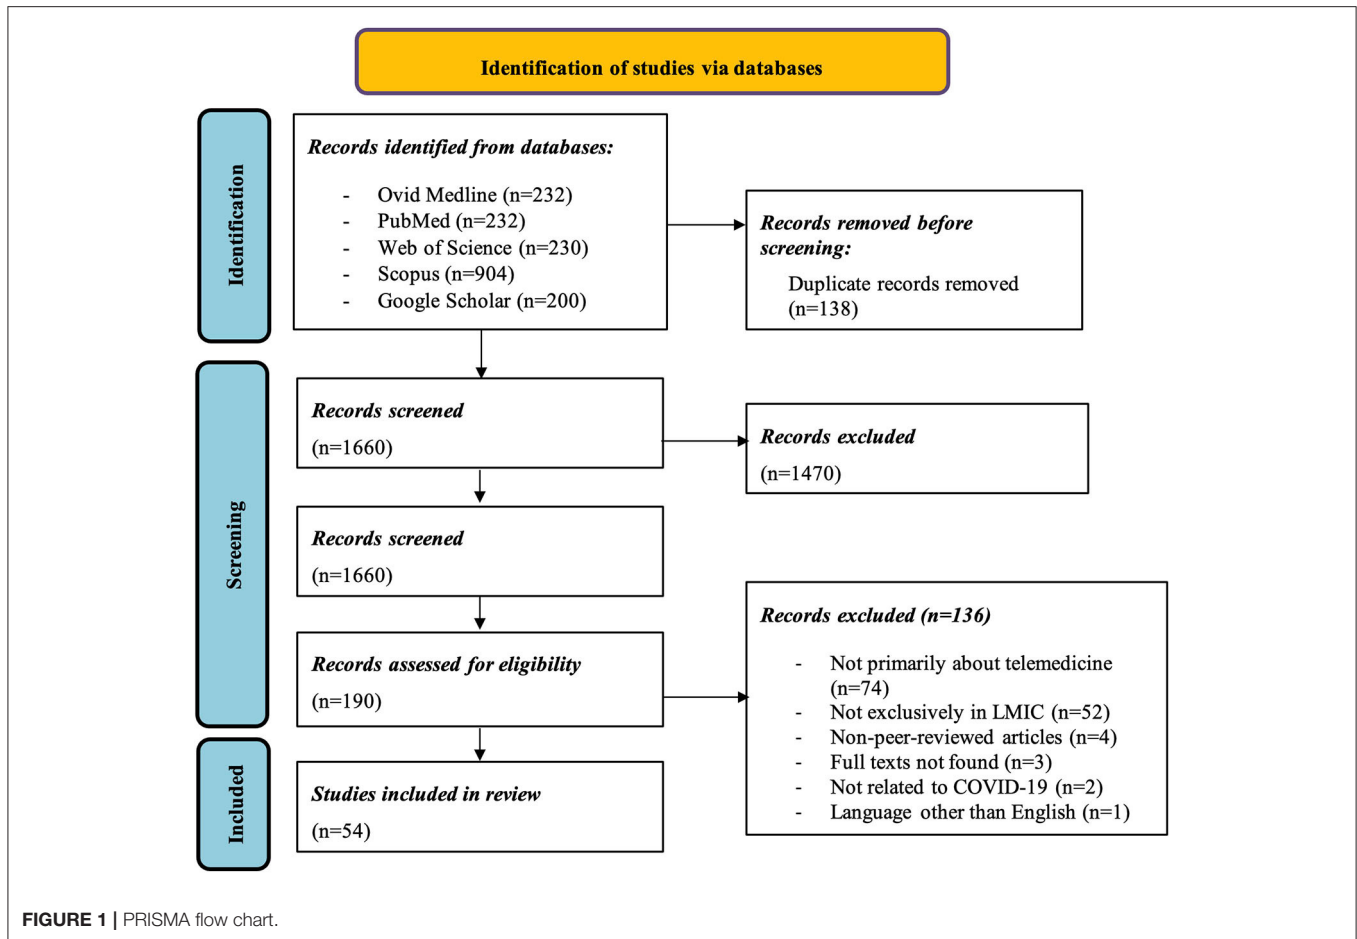 Identification of studies via databases
Identification
Records identified from databases:
- Ovid Medline (n=232)
- PubMed (n=232)
- Web of Science (n=230)
- Scopus (n=904)
- Google Scholar (n=200)
Records removed before
screening:
Duplicate records removed
(n=138)
Screening
Records screened
(n=1660)
Records excluded
(n=1470)
Records screened
(n=1660)
Records assessed for eligibility
(n=190)
Records excluded (n=136)
- Not primarily about telemedicine
(n=74)
- Not exclusively in LMIC (n=52)
- Non-peer-reviewed articles (n=4)
- Full texts not found (n=3)
- Not related to COVID-19 (n=2)
- Language other than English (n=1)
Included
Studies included in review
(n=54)
FIGURE 1 | PRISMA flow chart.